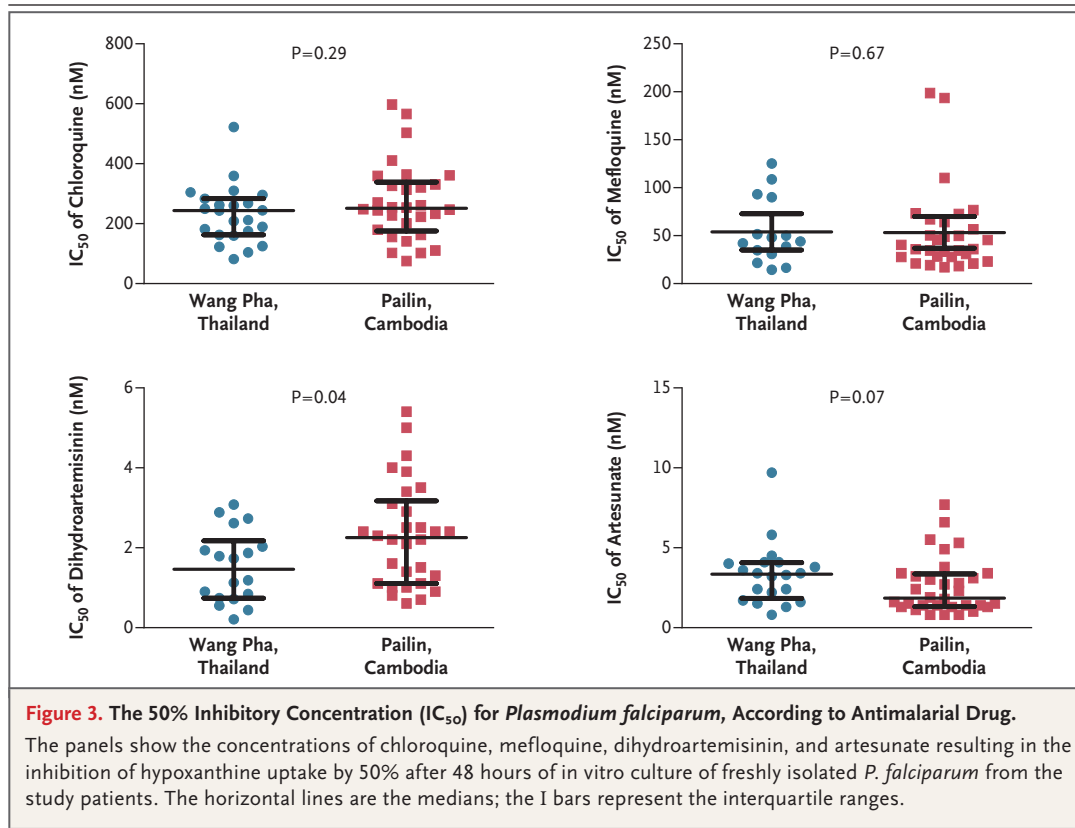 IC₅₀ of Chloroquine (nM)
800
600
400
200
0
P=0.29
Wang Pha,
Thailand
Pailin,
Cambodia
IC₅₀ of Mefloquine (nM)
250
200
150
100
50
0
P=0.67
Wang Pha,
Thailand
Pailin,
Cambodia
IC₅₀ of Dihydroartemisinin (nM)
6
4
2
0
P=0.04
Wang Pha,
Thailand
Pailin,
Cambodia
IC₅₀ of Artesunate (nM)
15
10
5
0
P=0.07
Wang Pha,
Thailand
Pailin,
Cambodia
Figure 3. The 50% Inhibitory Concentration (IC₅₀) for Plasmodium falciparum, According to Antimalarial Drug.
The panels show the concentrations of chloroquine, mefloquine, dihydroartemisinin, and artesunate resulting in the
inhibition of hypoxanthine uptake by 50% after 48 hours of in vitro culture of freshly isolated P. falciparum from the
study patients. The horizontal lines are the medians; the I bars represent the interquartile ranges.